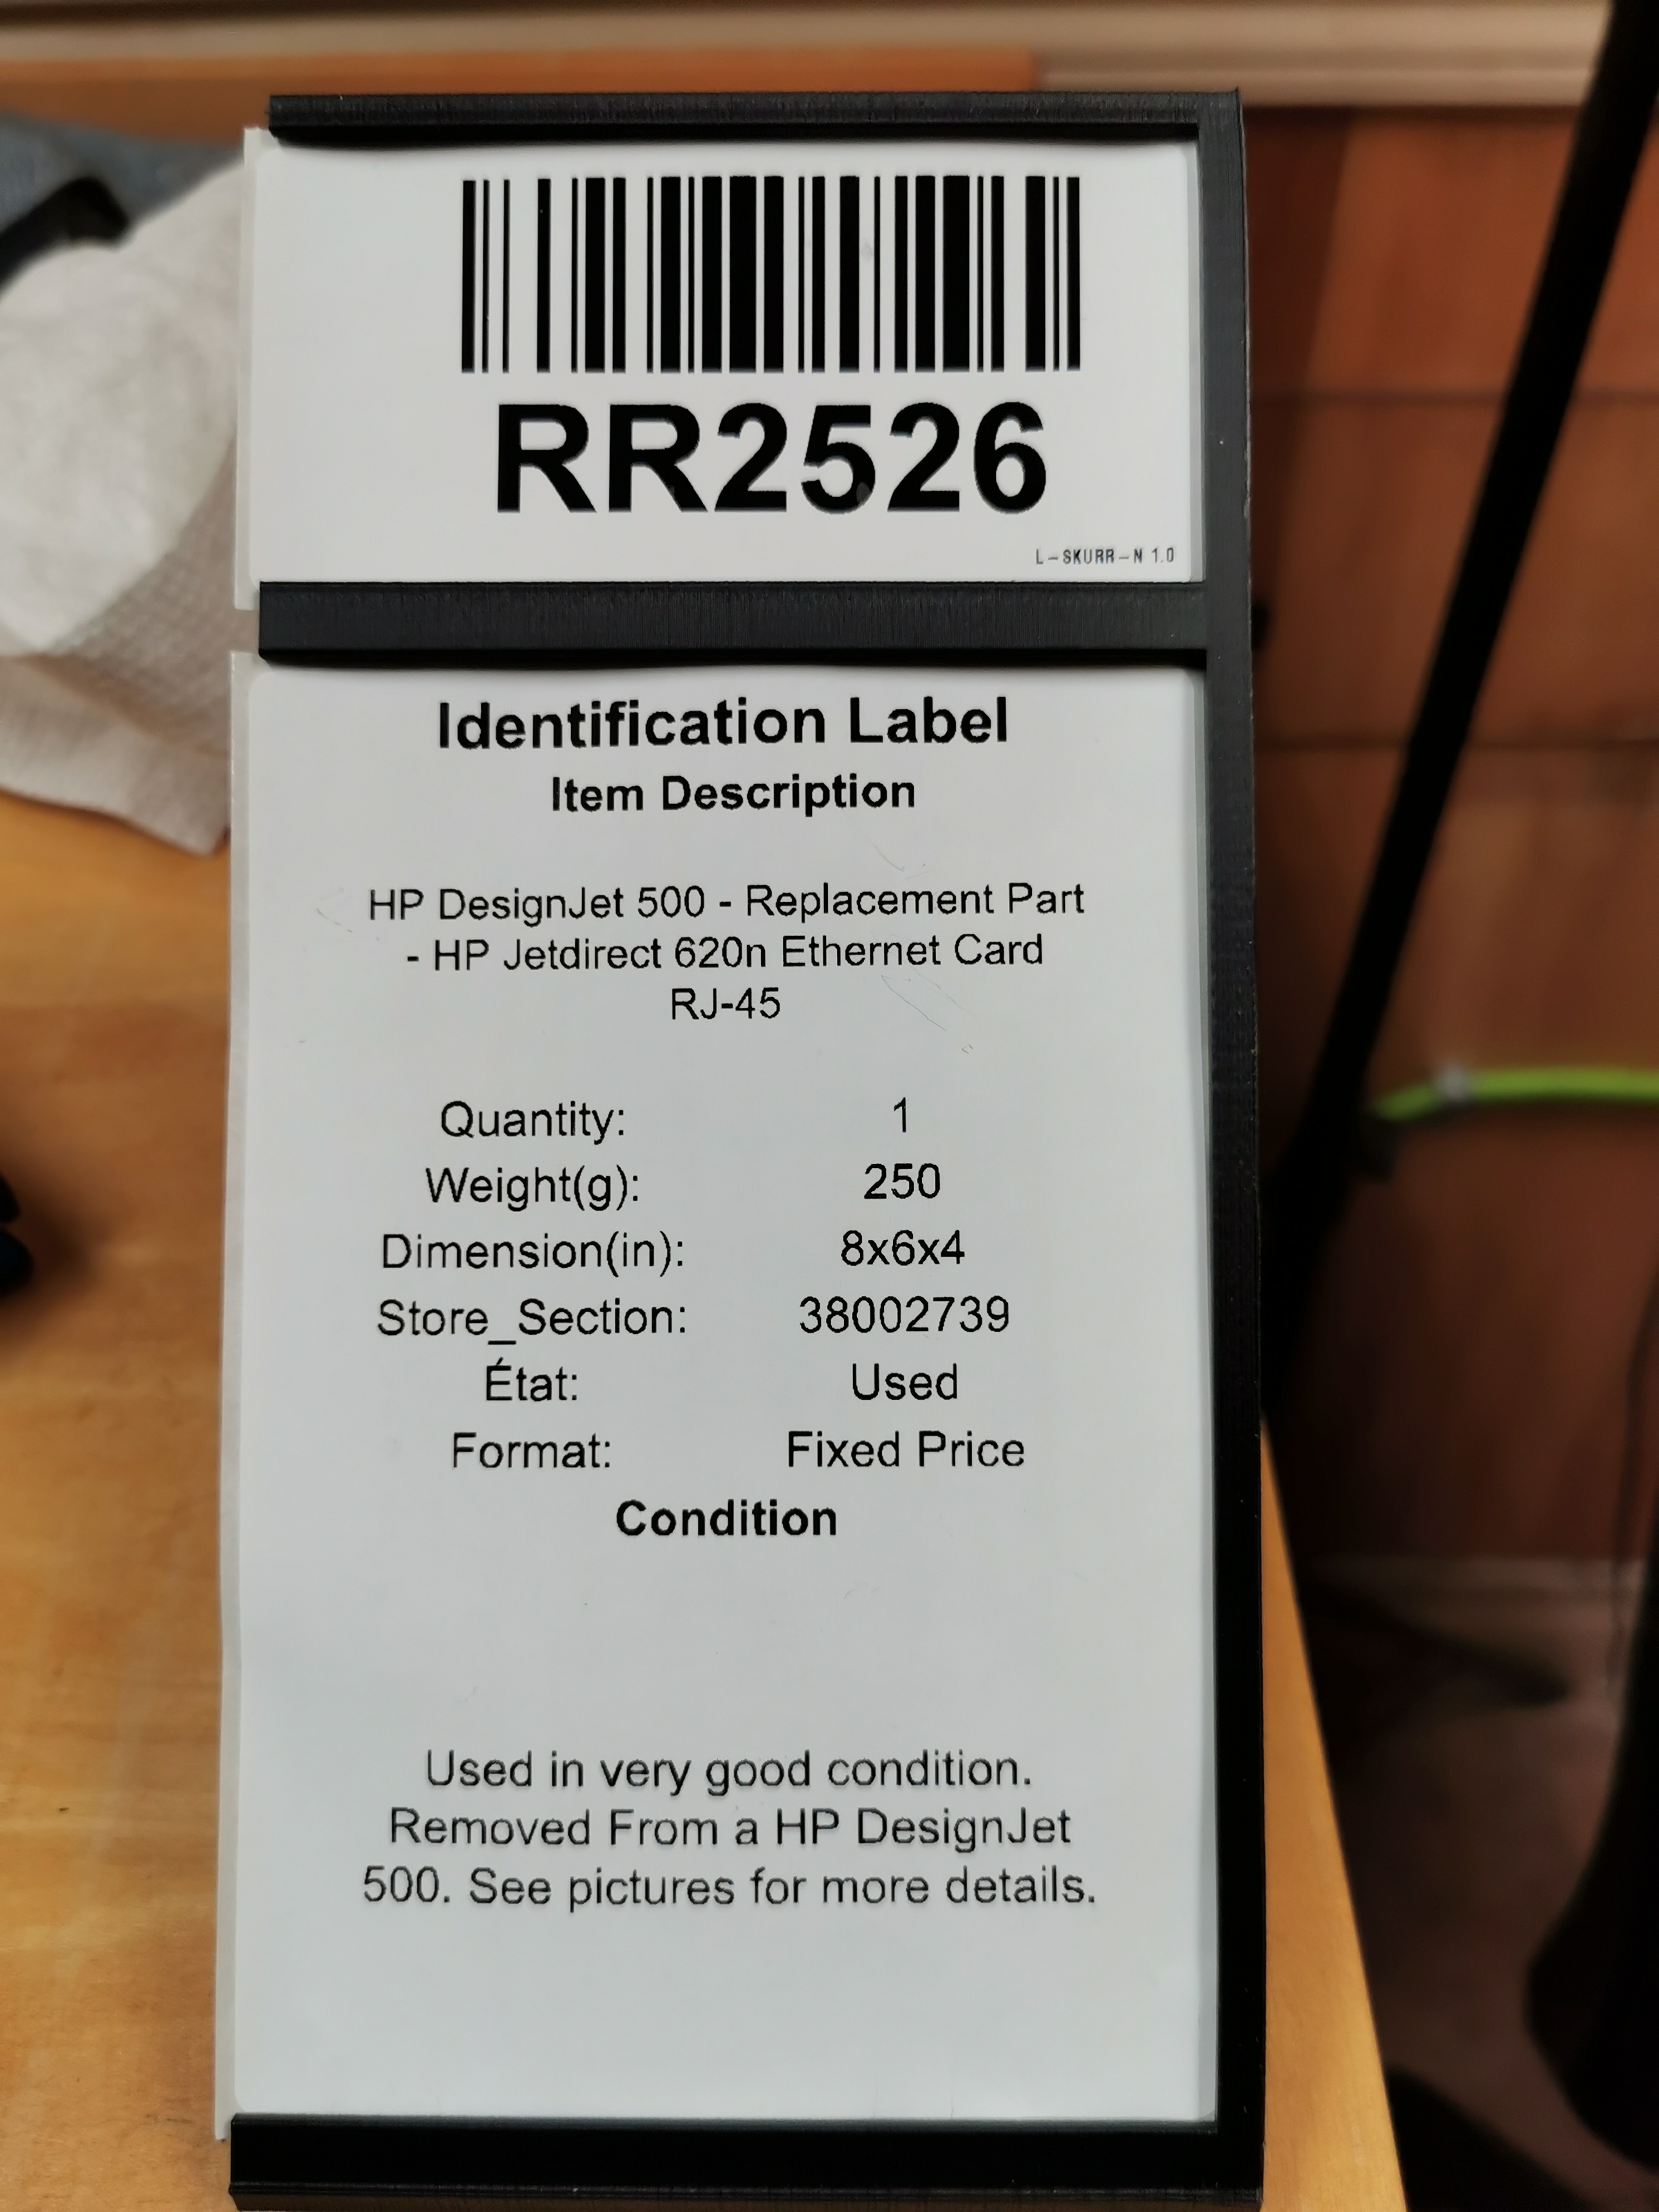 RR2526
L-SKURR-N 1.0
Identification Label
Item Description
HP DesignJet 500 - Replacement Part
- HP Jetdirect 620n Ethernet Card
RJ-45
Quantity: 1
Weight(g): 250
Dimension(in): 8x6x4
Store_Section: 38002739
État: Used
Format: Fixed Price
Condition
Used in very good condition.
Removed From a HP DesignJet
500. See pictures for more details.